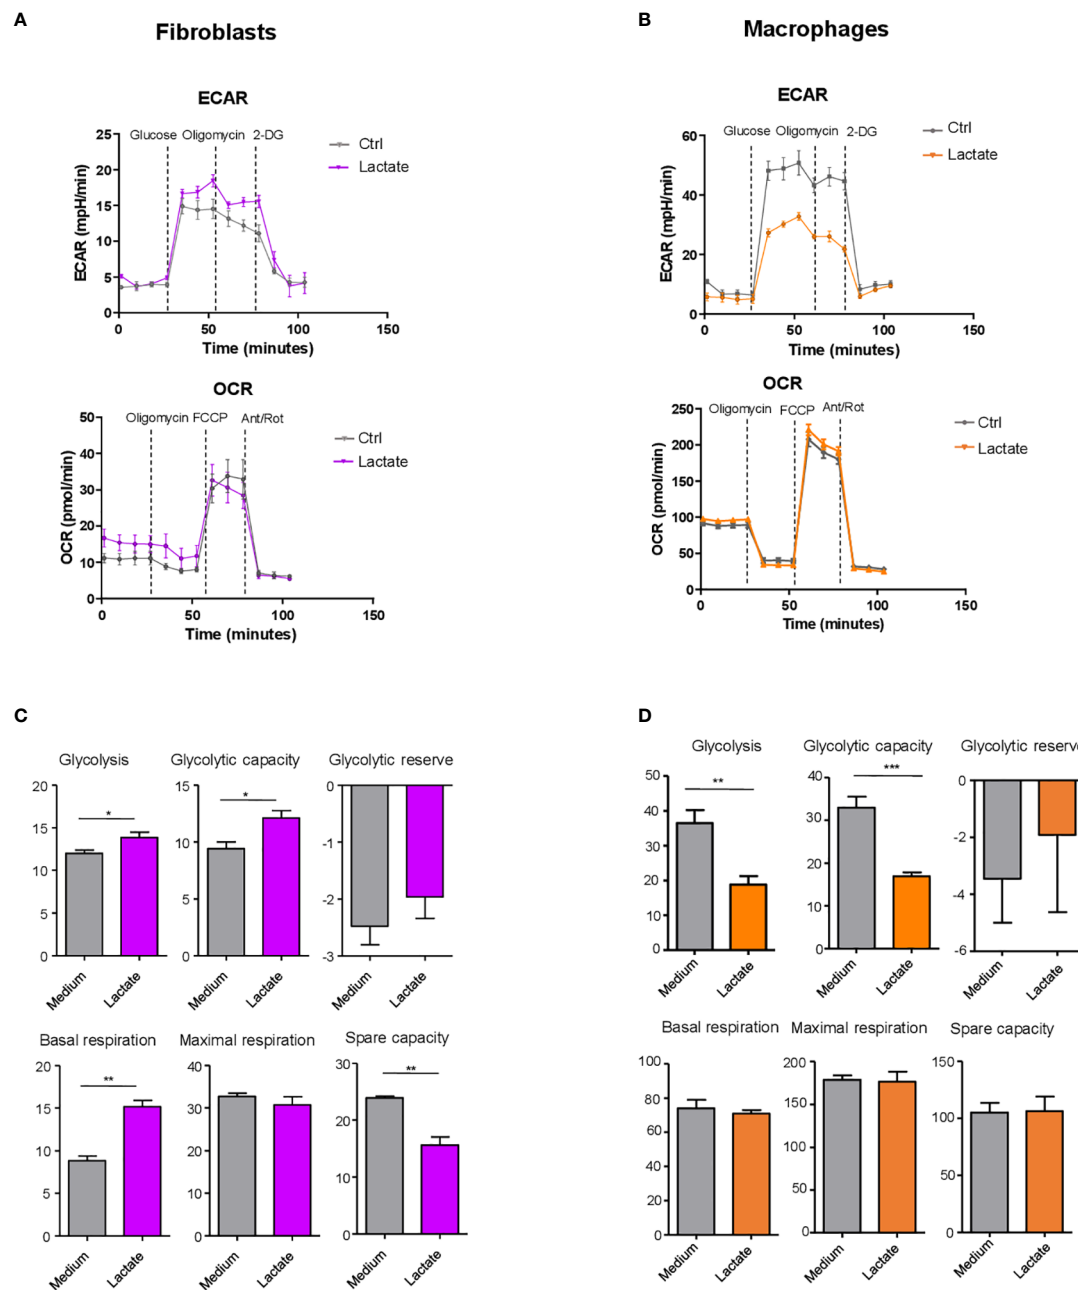 A
Fibroblasts
ECAR
Glucose Oligomycin 2-DG
Ctrl
Lactate
25
20
15
10
5
0
ECAR (mpH/min)
0 50 100 150
Time (minutes)
OCR
Oligomycin FCCP Ant/Rot
Ctrl
Lactate
50
40
30
20
10
0
OCR (pmol/min)
0 50 100 150
Time (minutes)
B
Macrophages
ECAR
Glucose Oligomycin 2-DG
Ctrl
Lactate
60
40
20
0
ECAR (mpH/min)
0 50 100 150
Time (minutes)
OCR
Oligomycin FCCP Ant/Rot
Ctrl
Lactate
250
200
150
100
50
0
OCR (pmol/min)
0 50 100 150
Time (minutes)
C
Glycolysis
20
15
10
5
0
*
Medium Lactate
Glycolytic capacity
15
10
5
0
*
Medium Lactate
Glycolytic reserve
0
-1
-2
-3
Medium Lactate
Basal respiration
20
15
10
5
0
**
Medium Lactate
Maximal respiration
40
30
20
10
0
Medium Lactate
Spare capacity
30
20
10
0
**
Medium Lactate
D
Glycolysis
50
40
30
20
10
0
**
Medium Lactate
Glycolytic capacity
40
30
20
10
0
***
Medium Lactate
Glycolytic reserve
0
-2
-4
-6
Medium Lactate
Basal respiration
100
80
60
40
20
0
Medium Lactate
Maximal respiration
200
150
100
50
0
Medium Lactate
Spare capacity
150
100
50
0
Medium Lactate